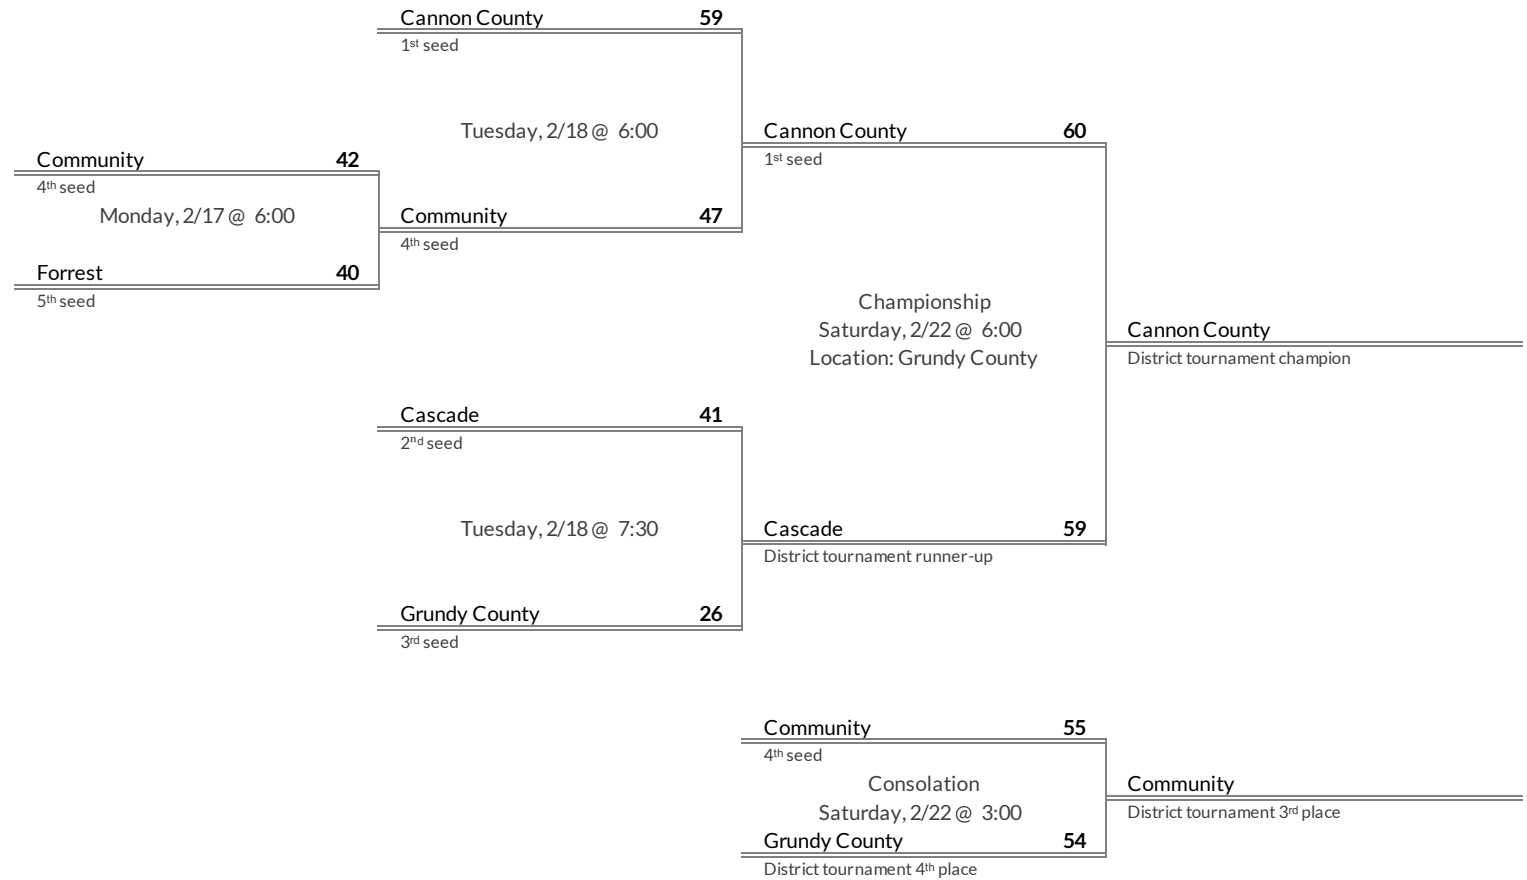 Cannon County 59
1st seed
Tuesday, 2/18 @ 6:00
Cannon County 60
1st seed
Community 42
4th seed
Monday, 2/17 @ 6:00
Community 47
4th seed
Forrest 40
5th seed
Championship
Saturday, 2/22 @ 6:00
Location: Grundy County
Cannon County
District tournament champion
Cascade 41
2nd seed
Tuesday, 2/18 @ 7:30
Cascade 59
District tournament runner-up
Grundy County 26
3rd seed
Community 55
4th seed
Consolation
Saturday, 2/22 @ 3:00
Community
District tournament 3rd place
Grundy County 54
District tournament 4th place